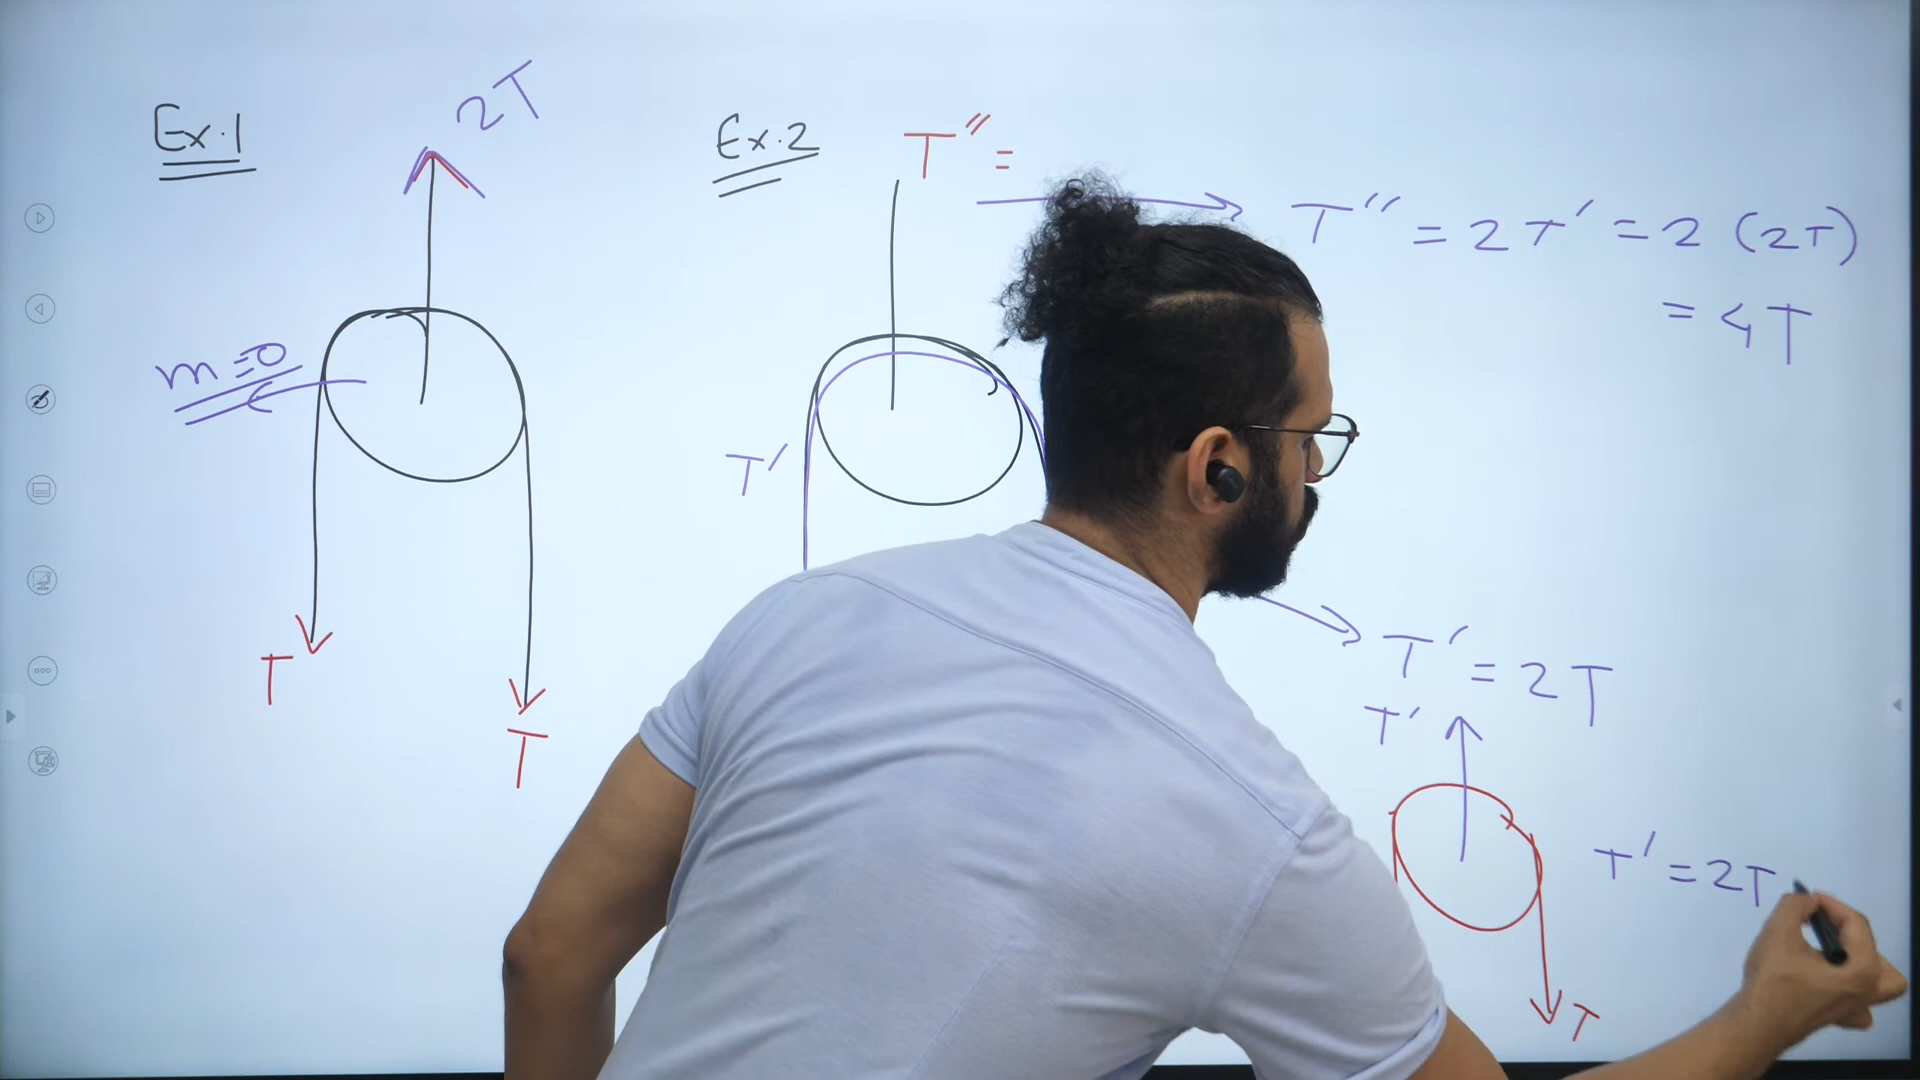 Ex.1
2T
m=0
T
T
Ex.2
T″ =
T″ = 2T′ = 2 (2T)
= 4T
T′
T′ = 2T
T′
T′ = 2T
T